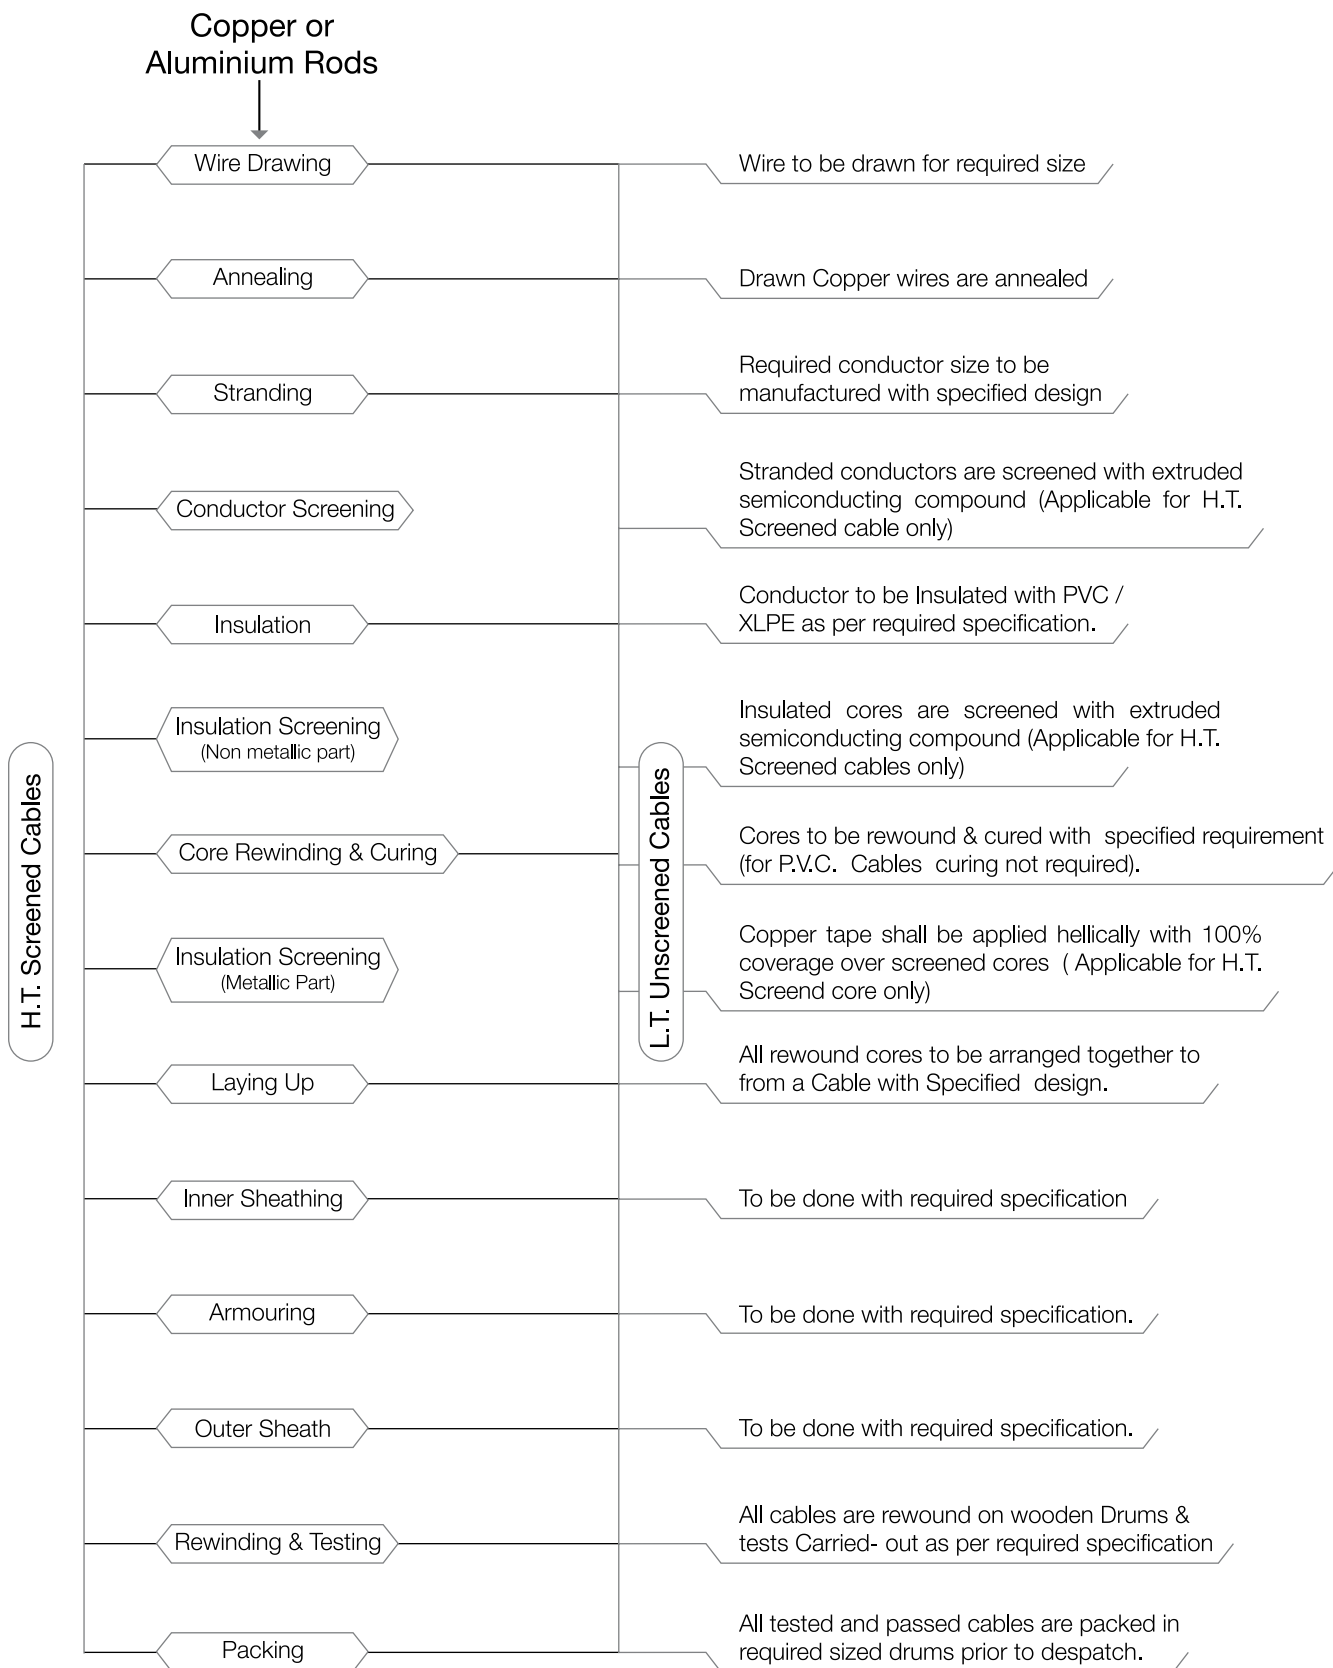 Copper or
Aluminium Rods
Wire Drawing
Wire to be drawn for required size
Annealing
Drawn Copper wires are annealed
Stranding
Required conductor size to be
manufactured with specified design
Conductor Screening
Stranded conductors are screened with extruded
semiconducting compound (Applicable for H.T.
Screened cable only)
Insulation
Conductor to be Insulated with PVC /
XLPE as per required specification.
Insulation Screening
(Non metallic part)
Insulated cores are screened with extruded
semiconducting compound (Applicable for H.T.
Screened cables only)
H.T. Screened Cables
L.T. Unscreened Cables
Core Rewinding & Curing
Cores to be rewound & cured with specified requirement
(for P.V.C. Cables curing not required).
Insulation Screening
(Metallic Part)
Copper tape shall be applied hellically with 100%
coverage over screened cores ( Applicable for H.T.
Screend core only)
Laying Up
All rewound cores to be arranged together to
from a Cable with Specified design.
Inner Sheathing
To be done with required specification
Armouring
To be done with required specification.
Outer Sheath
To be done with required specification.
Rewinding & Testing
All cables are rewound on wooden Drums &
tests Carried- out as per required specification
Packing
All tested and passed cables are packed in
required sized drums prior to despatch.